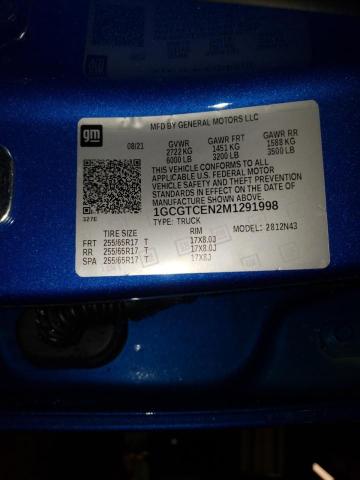 gm
MFD BY GENERAL MOTORS LLC
08/21 GVWR GAWR FRT GAWR RR
2722 KG 1451 KG 1588 KG
6000 LB 3200 LB 3500 LB
THIS VEHICLE CONFORMS TO ALL
APPLICABLE U.S. FEDERAL MOTOR
VEHICLE SAFETY STANDARDS IN
EFFECT ON THE DATE OF
MANUFACTURE SHOWN ABOVE.
1GCGTCEN2M1291998
327E
TYPE: TRUCK
TIRE SIZE RIM MODEL: 2812N43
FRT 255/65R17 T 17X8.0J
RR 255/65R17 T 17X8.0J
SPA 255/65R17 T 17X8J